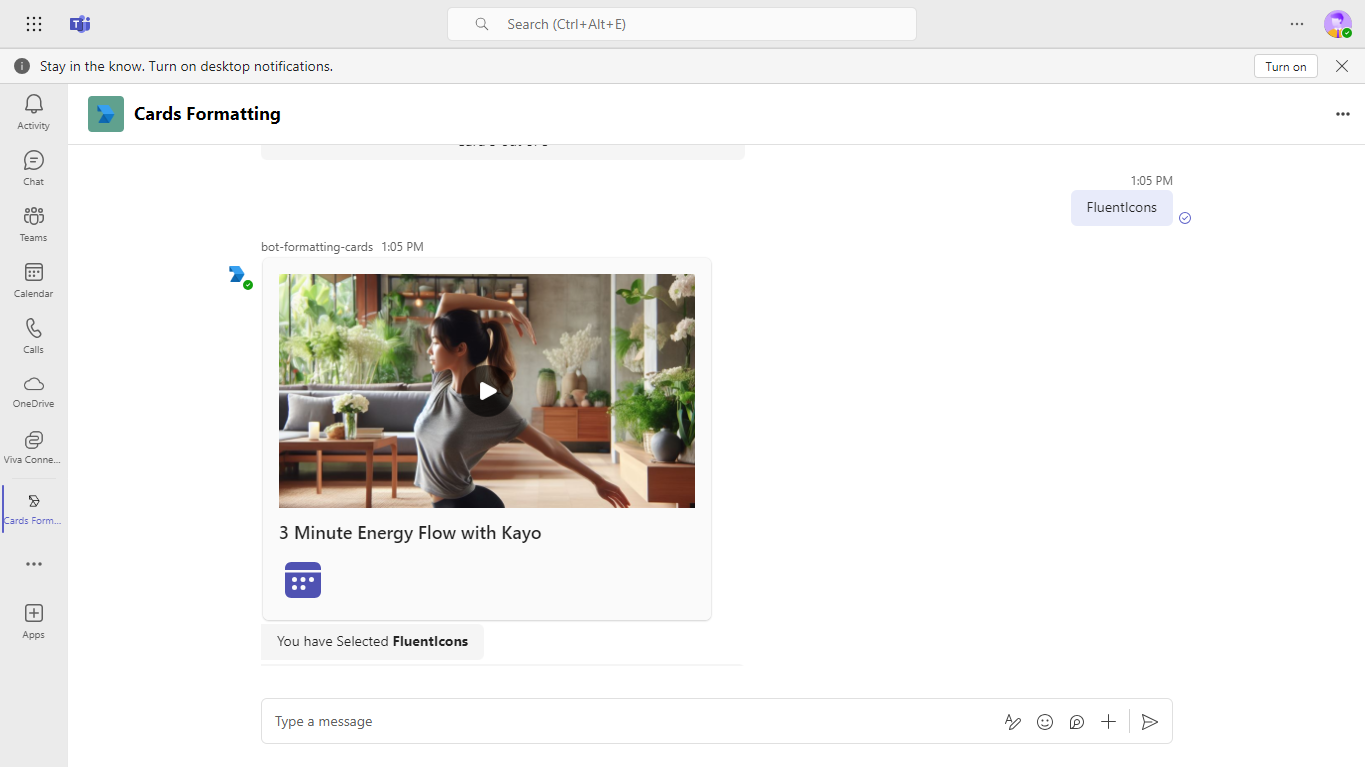 Search (Ctrl+Alt+E)
Stay in the know. Turn on desktop notifications.
Turn on
Activity
Chat
Teams
Calendar
Calls
OneDrive
Viva Conne...
Cards Form...
Apps
Cards Formatting
1:05 PM
FluentIcons
bot-formatting-cards 1:05 PM
3 Minute Energy Flow with Kayo
You have Selected FluentIcons
Type a message